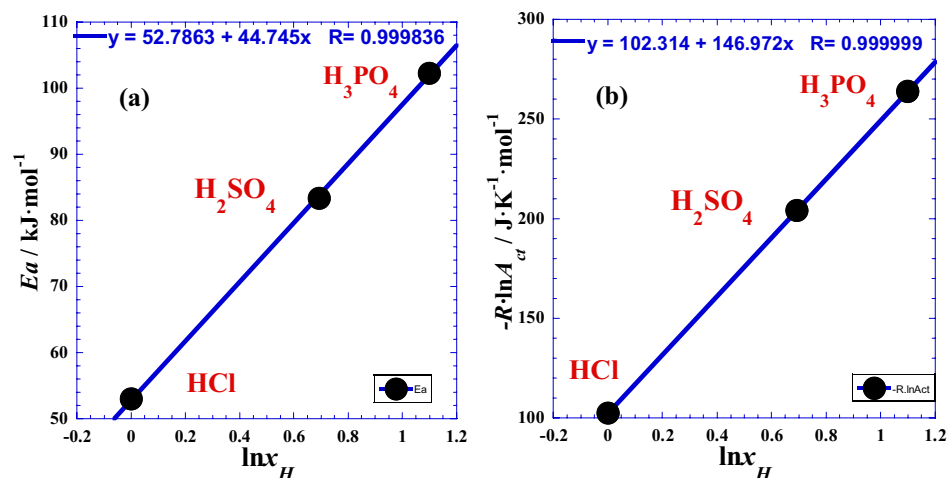 y = 52.7863 + 44.745x R= 0.999836
(a)
H3PO4
H2SO4
HCl
Ea
Ea / kJ·mol-1
110
100
90
80
70
60
50
-0.2 0 0.2 0.4 0.6 0.8 1 1.2
lnxH
y = 102.314 + 146.972x R= 0.999999
(b)
H3PO4
H2SO4
HCl
-R.lnAct
-R·lnAct / J·K-1·mol-1
300
250
200
150
100
-0.2 0 0.2 0.4 0.6 0.8 1 1.2
lnxH